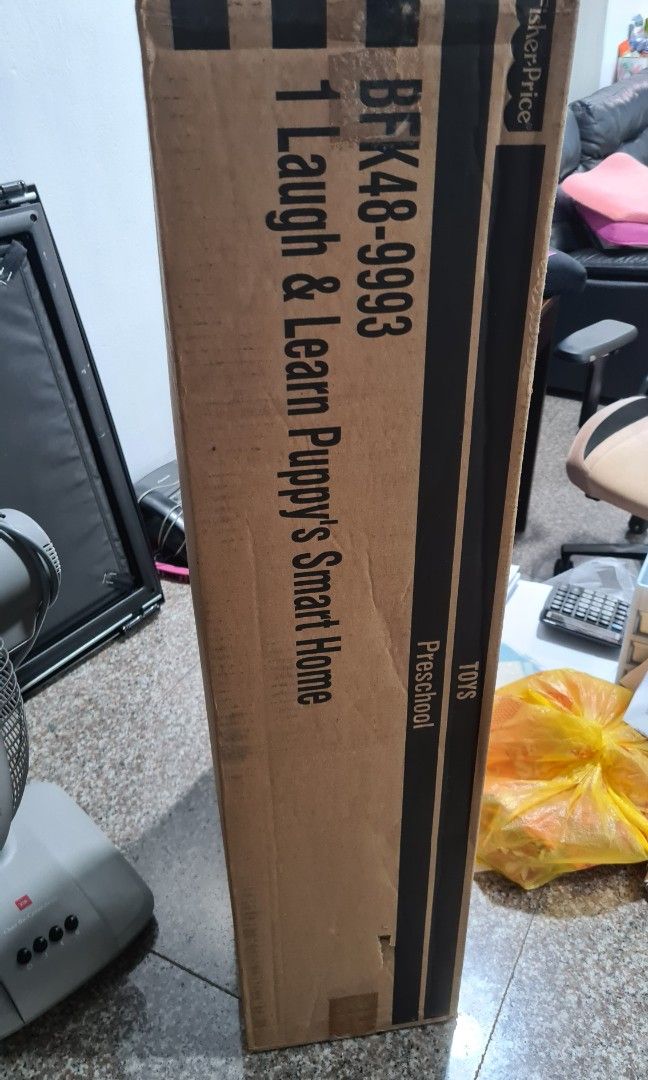 Fisher-Price
TOYS
Preschool
BFK48-9993
1 Laugh & Learn Puppy's Smart Home